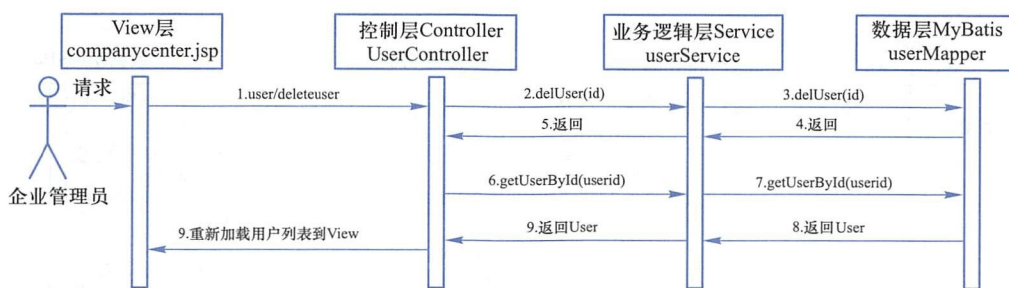 View层
companycenter.jsp
控制层Controller
UserController
业务逻辑层Service
userService
数据层MyBatis
userMapper
请求
1.user/deleteuser
2.delUser(id)
3.delUser(id)
5.返回
4.返回
企业管理员
6.getUserById(userid)
7.getUserById(userid)
9.重新加载用户列表到View
9.返回User
8.返回User